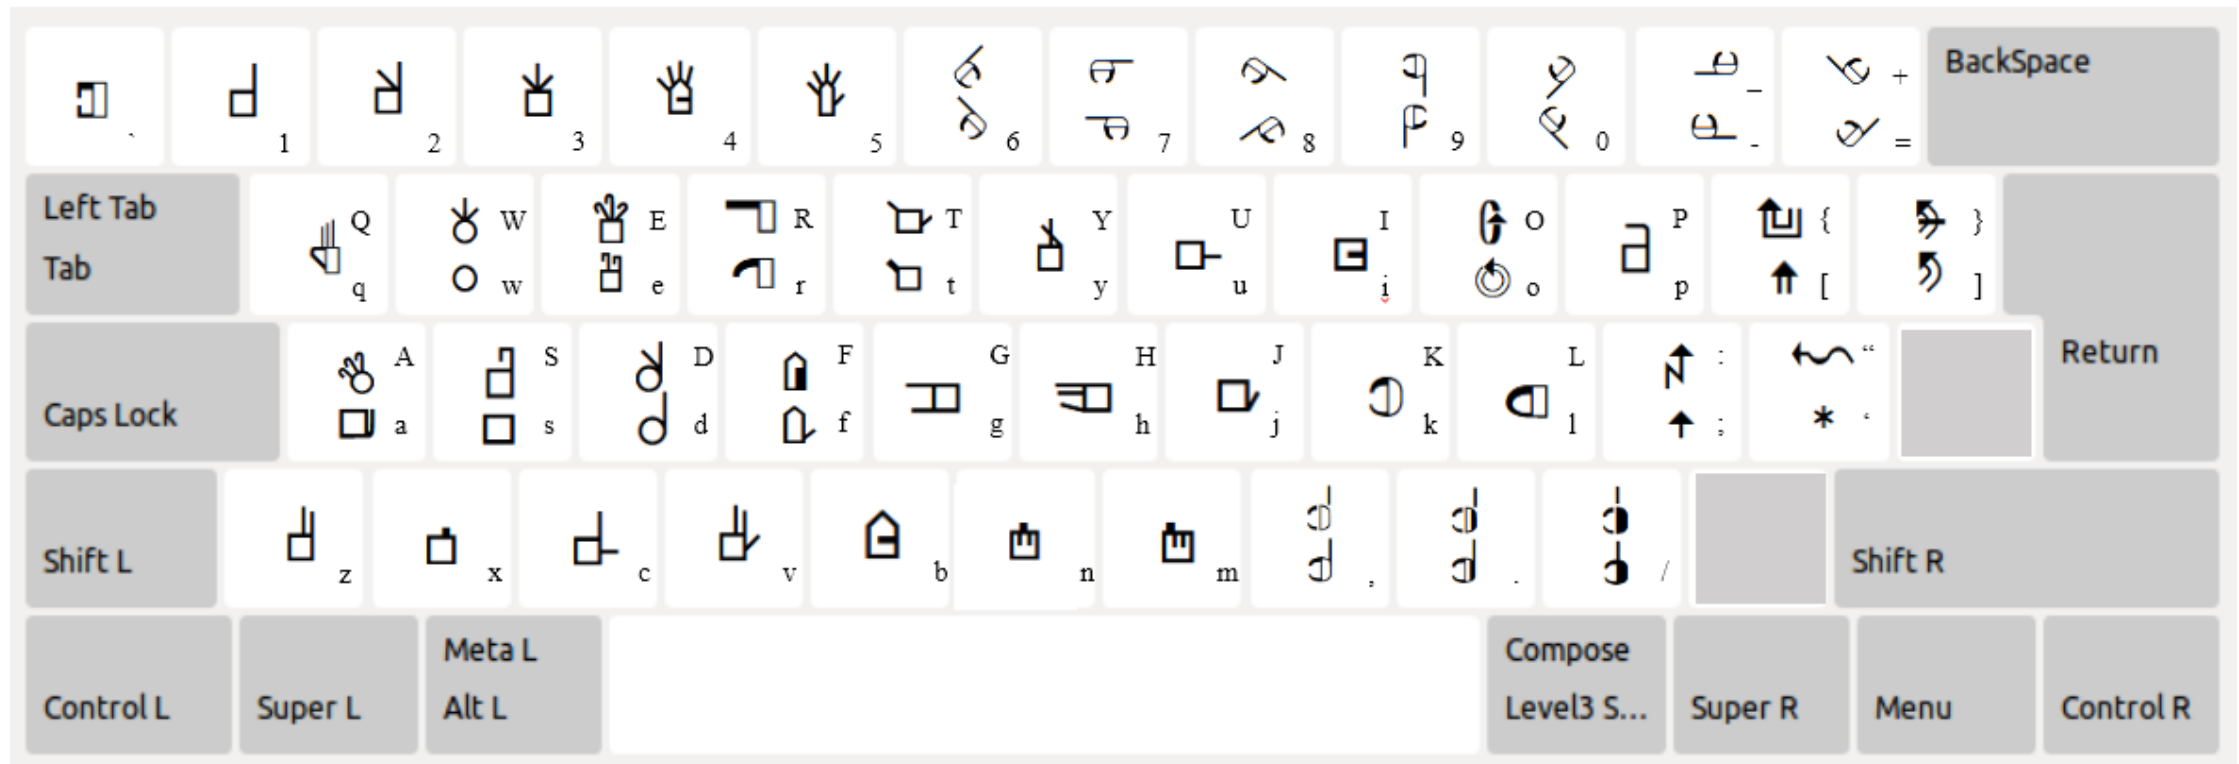 ` 1 2 3 4 5 6 7 8 9 0 _ - + = BackSpace
Left Tab Tab Q q W w E e R r T t Y y U u I i O o P p { [ } ]
Caps Lock A a S s D d F f G g H h J j K k L l : ; “ ‘ Return
Shift L z x c v b n m , . / Shift R
Control L Super L Meta L Alt L Compose Level3 S... Super R Menu Control R